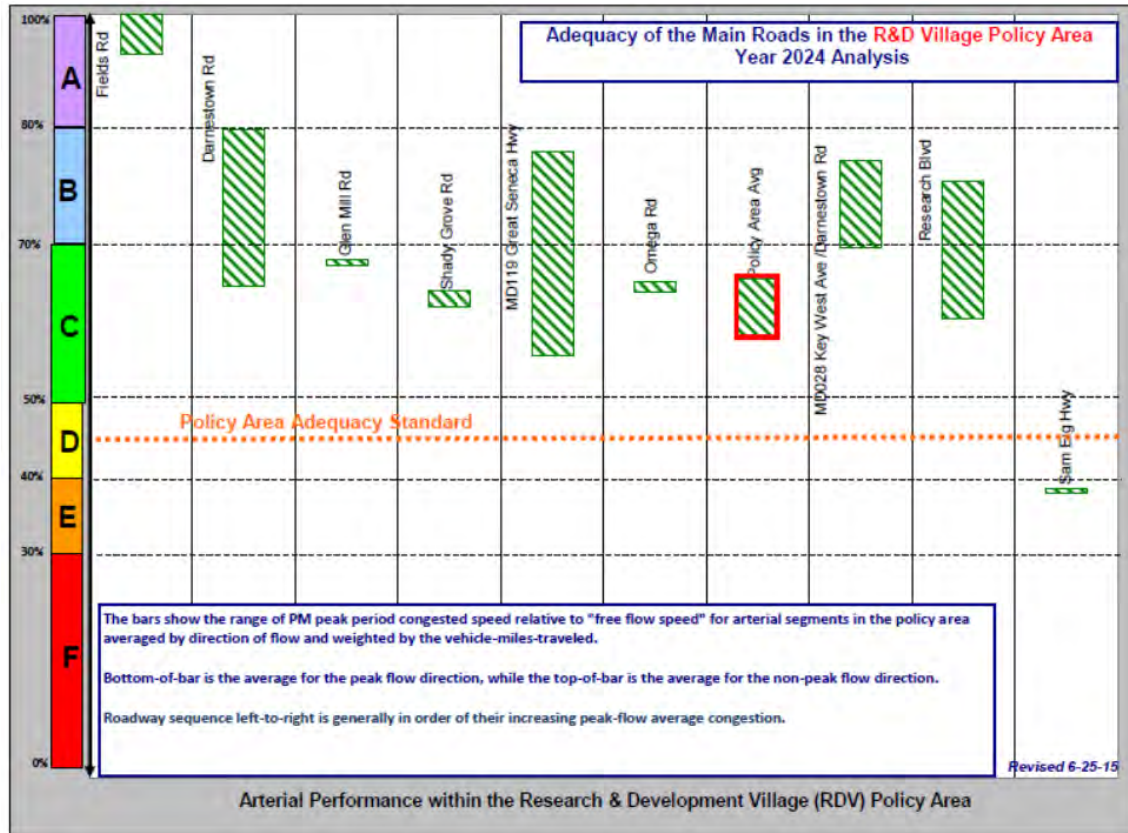 Adequacy of the Main Roads in the R&D Village Policy Area
Year 2024 Analysis
100%
A
80%
B
70%
C
50%
D
40%
E
30%
F
0%
Fields Rd
Darnestown Rd
Glen Mill Rd
Shady Grove Rd
MD119 Great Seneca Hwy
Omega Rd
Policy Area Avg
MD028 Key West Ave /Darnestown Rd
Research Blvd
Sam Eig Hwy
Policy Area Adequacy Standard
The bars show the range of PM peak period congested speed relative to "free flow speed" for arterial segments in the policy area
averaged by direction of flow and weighted by the vehicle-miles-traveled.
Bottom-of-bar is the average for the peak flow direction, while the top-of-bar is the average for the non-peak flow direction.
Roadway sequence left-to-right is generally in order of their increasing peak-flow average congestion.
Revised 6-25-15
Arterial Performance within the Research & Development Village (RDV) Policy Area